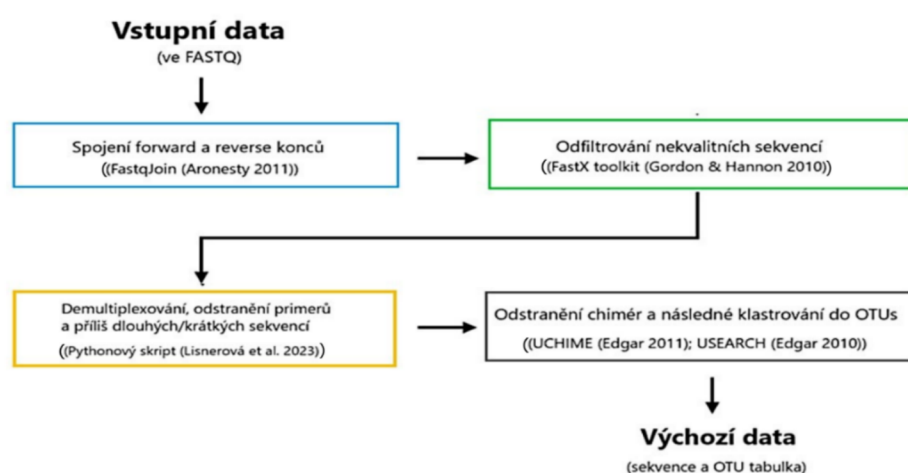 Vstupní data
(ve FASTQ)
Spojení forward a reverse konců
((FastqJoin (Aronesty 2011))
Odfiltrování nekvalitních sekvencí
((FastX toolkit (Gordon & Hannon 2010))
Demultiplexování, odstranění primerů
a příliš dlouhých/krátkých sekvencí
((Pythonový skript (Lisnerová et al. 2023))
Odstranění chimér a následné klastrování do OTUs
((UCHIME (Edgar 2011); USEARCH (Edgar 2010))
Výchozí data
(sekvence a OTU tabulka)